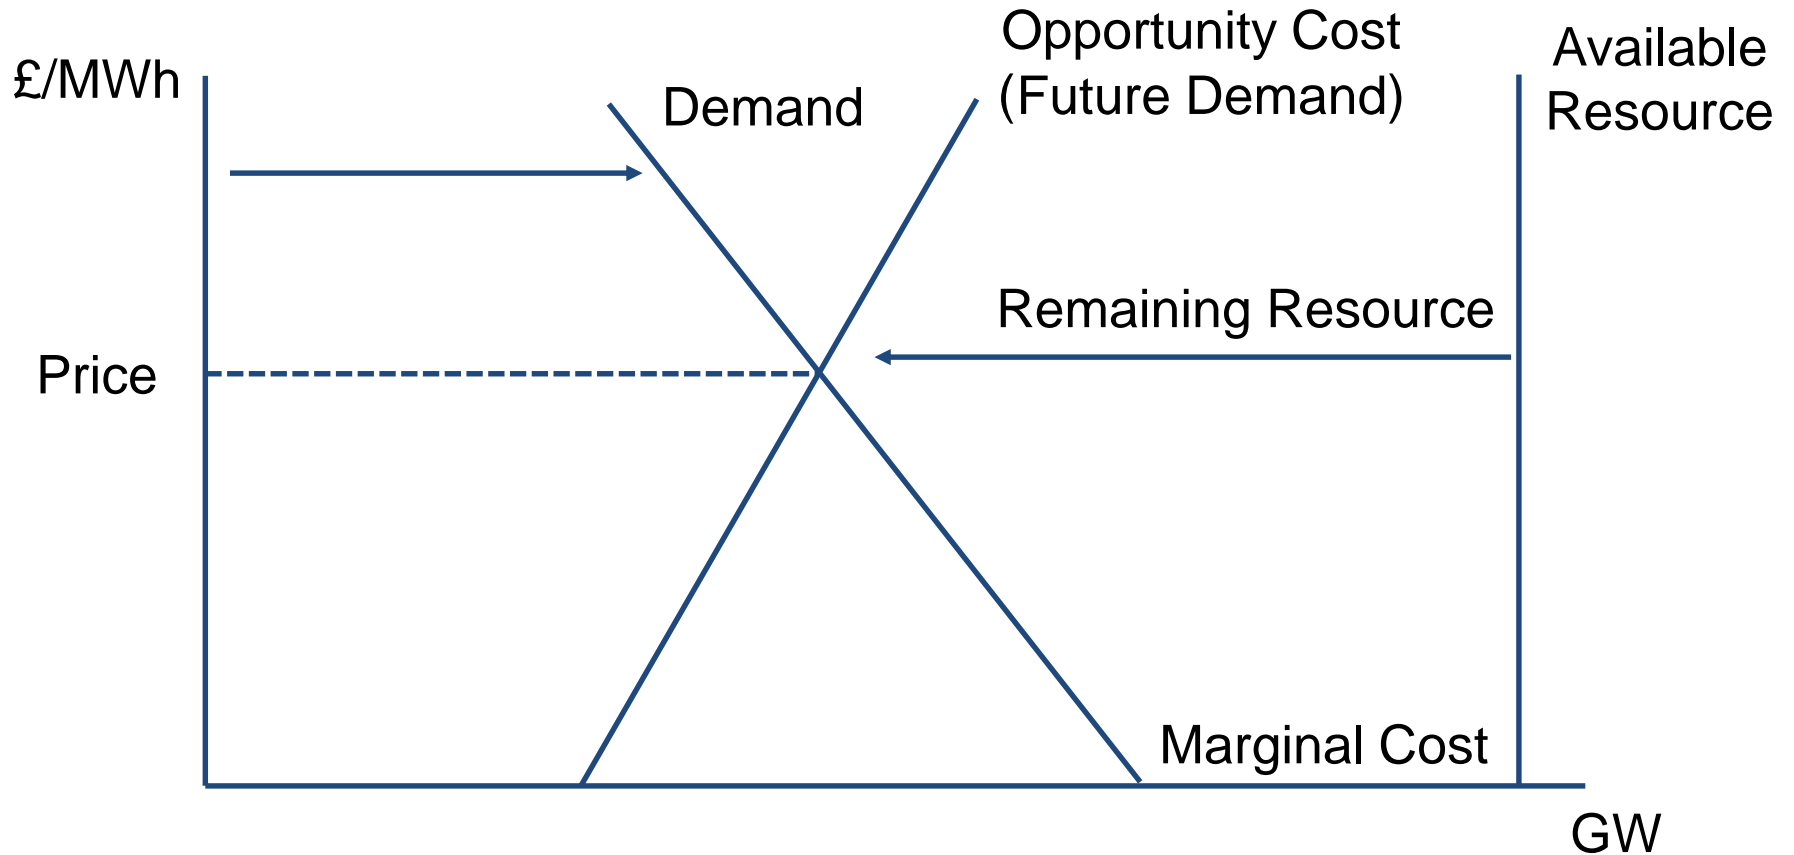 £/MWh
Demand
Opportunity Cost
(Future Demand)
Available
Resource
Remaining Resource
Price
Marginal Cost
GW